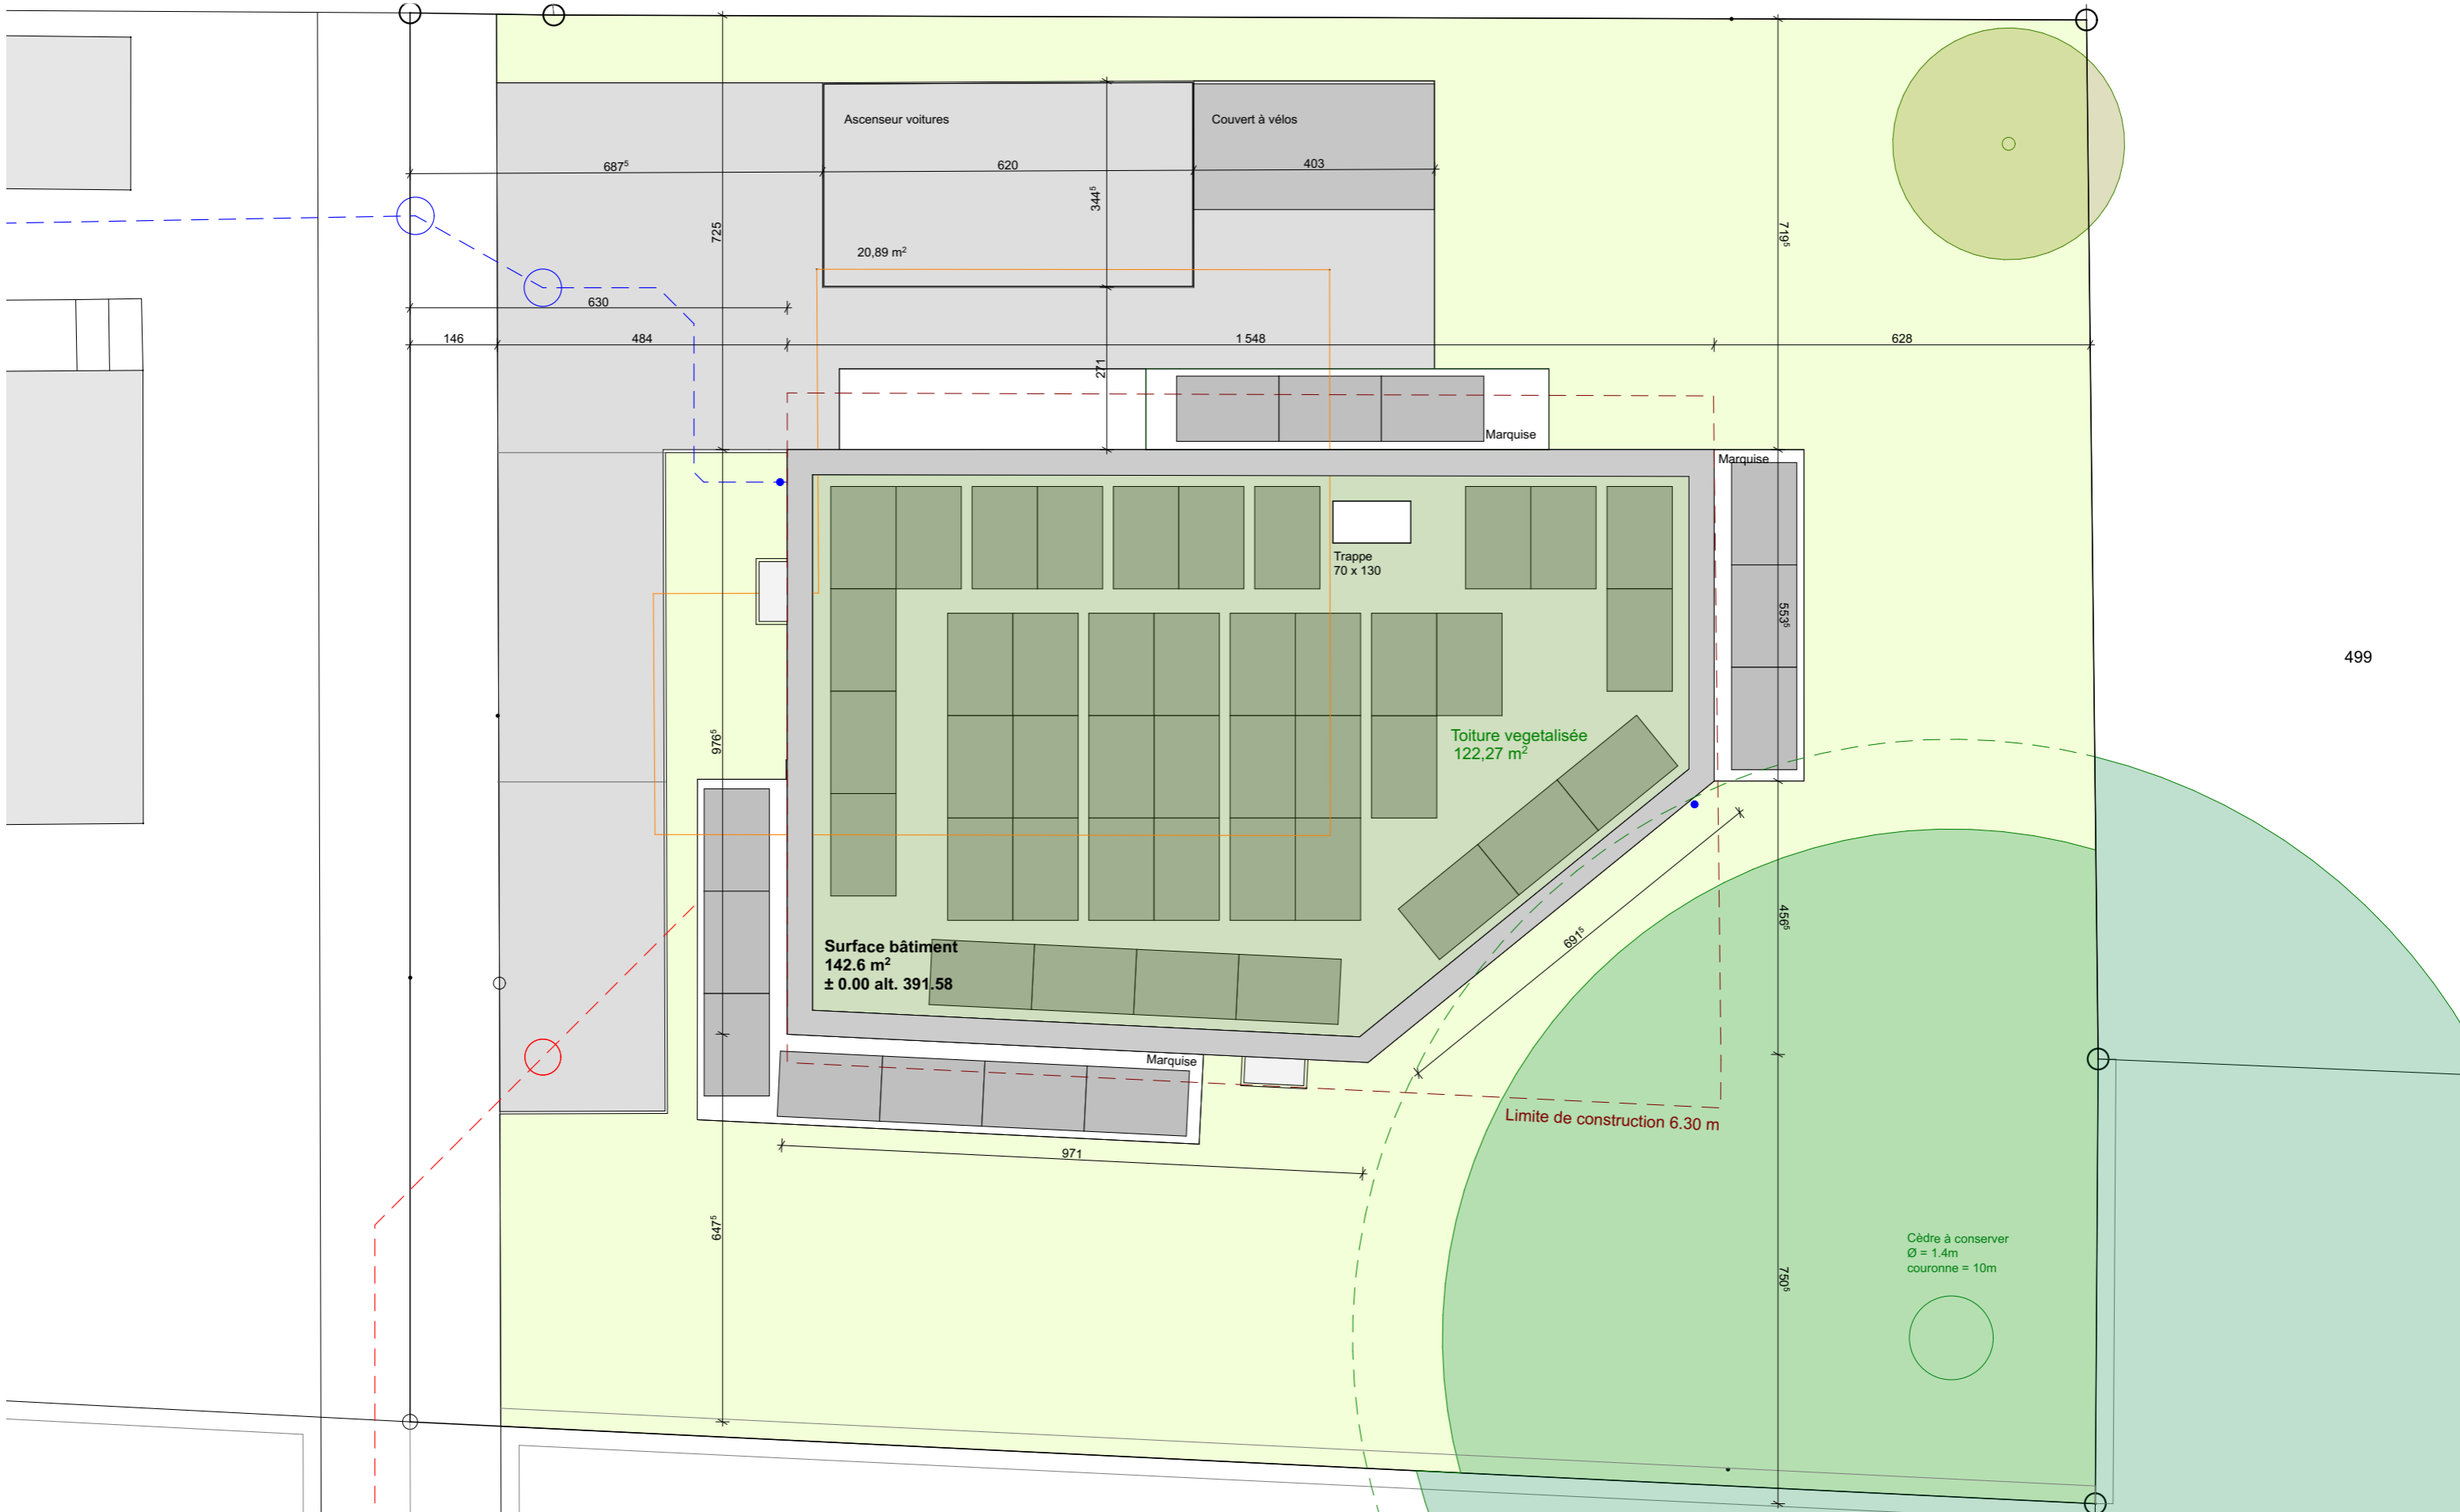 Ascenseur voitures
Couvert à vélos
687⁵
620
403
344⁵
725
719⁵
20,89 m²
630
146
484
1 548
628
271
Marquise
Marquise
Trappe
70 x 130
553⁵
499
976⁵
Toiture vegetalisée
122,27 m²
456⁵
691⁵
Surface bâtiment
142.6 m²
± 0.00 alt. 391.58
Marquise
Limite de construction 6.30 m
971
647⁵
Cèdre à conserver
Ø = 1.4m
couronne = 10m
750⁵